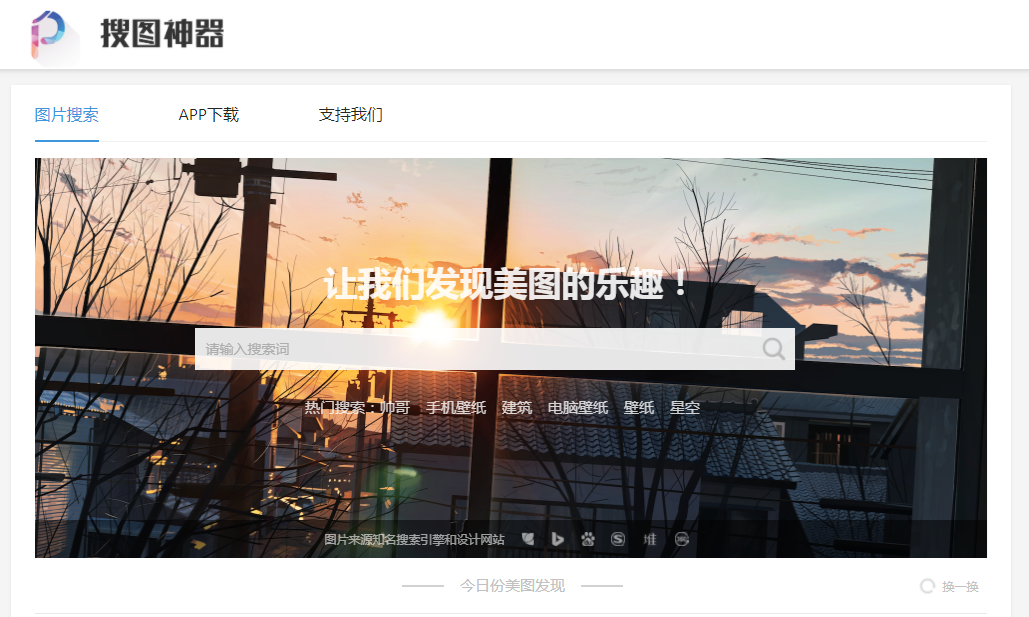 搜图神器
图片搜索 APP下载 支持我们
让我们发现美图的乐趣！
请输入搜索词
热门搜索：帅哥 手机壁纸 建筑 电脑壁纸 壁纸 星空
图片来源知名搜索引擎和设计网站 堆
今日份美图发现
换一换